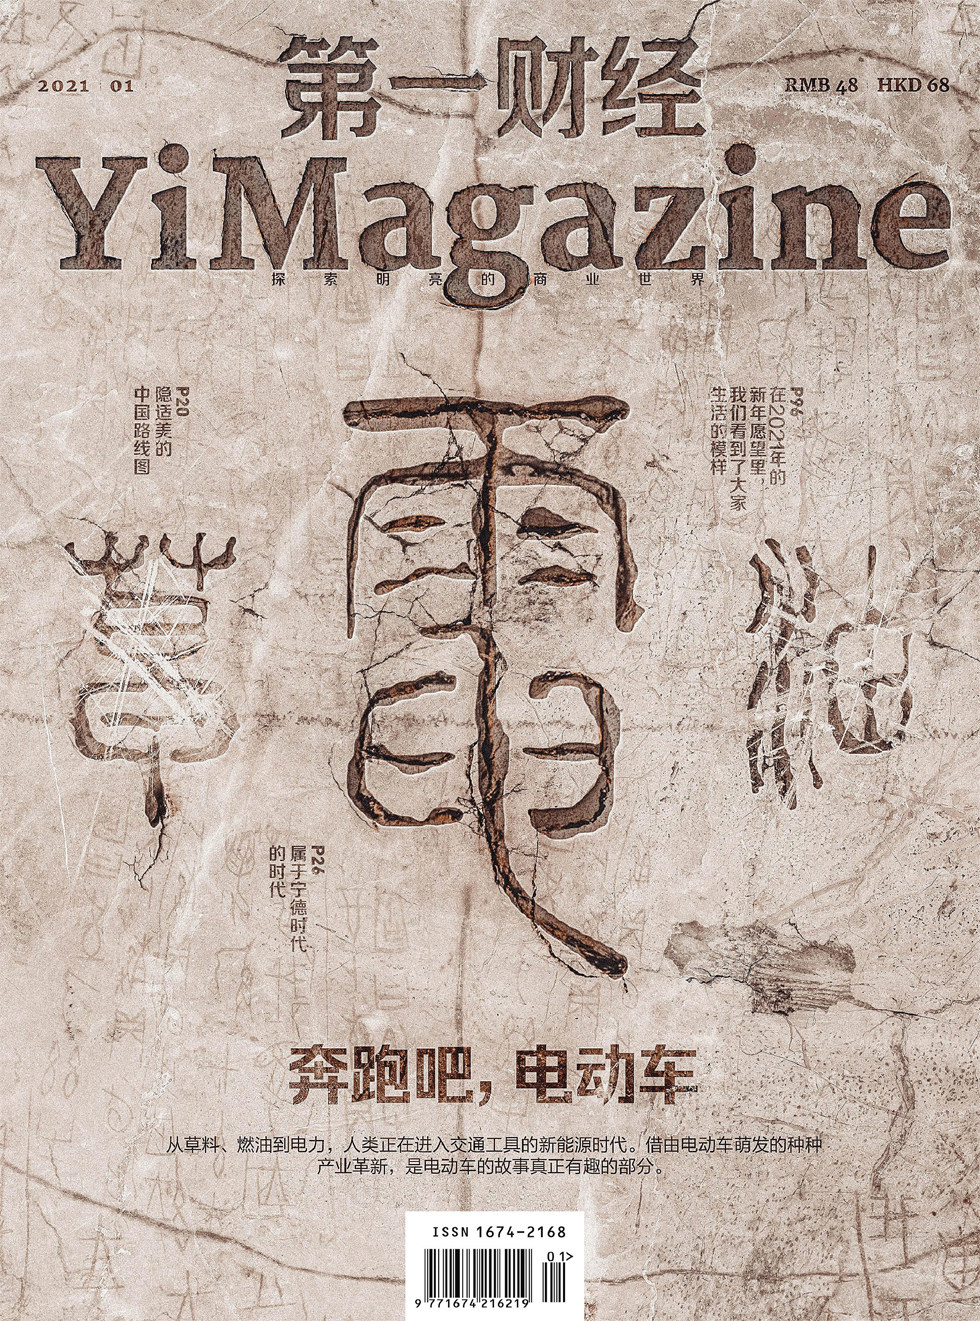 第一财经
2021 01
RMB 48 HKD 68
YiMagazine
探索明亮的商业世界
P20
隐适美的
中国路线图
P96
在2021年的
新年愿望里，
我们看到了大家
生活的模样
草
電
油
P26
属于宁德时代
的时代
奔跑吧，电动车
从草料、燃油到电力，人类正在进入交通工具的新能源时代。借由电动车萌发的种种
产业革新，是电动车的故事真正有趣的部分。
ISSN 1674-2168
01>
9 771674 216219